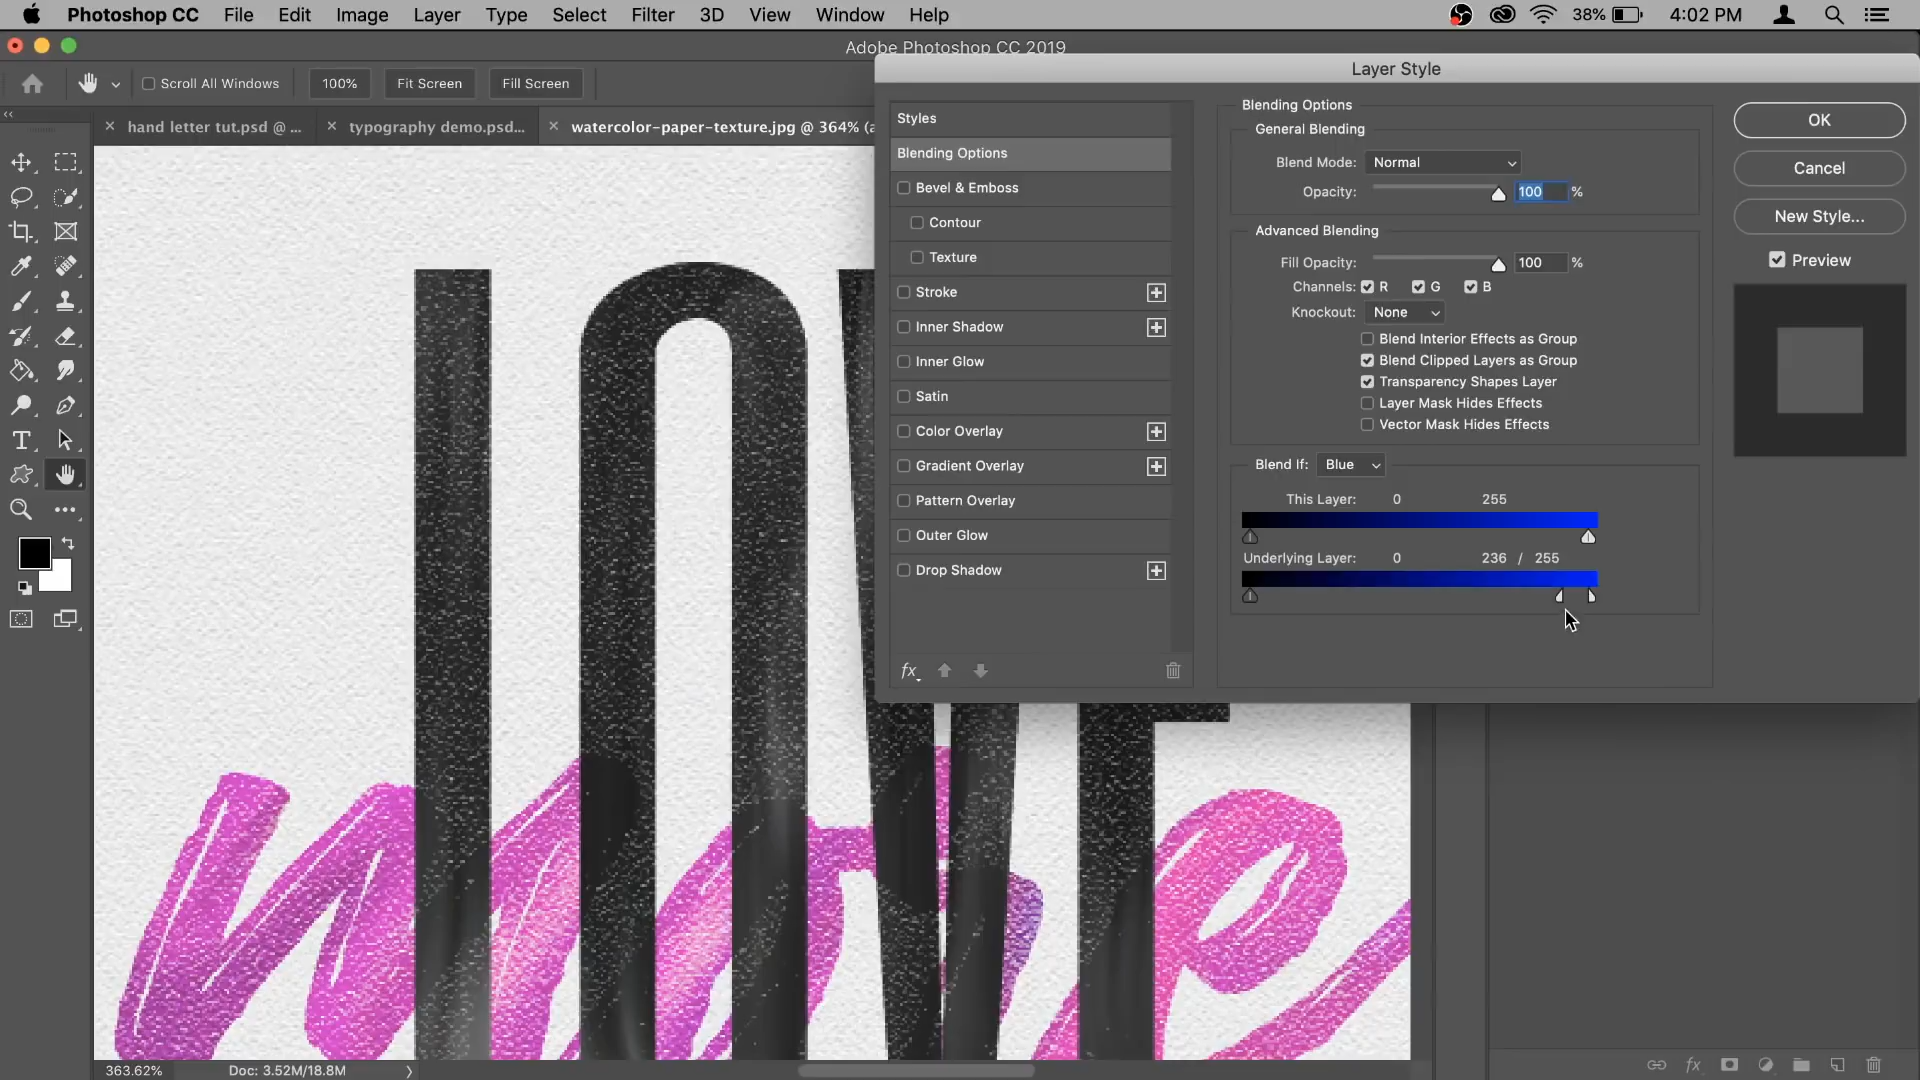 Photoshop CC File Edit Image Layer Type Select Filter 3D View Window Help 38% 4:02 PM
Adobe Photoshop CC 2019
Scroll All Windows 100% Fit Screen Fill Screen
hand letter tut.psd @ ... typography demo.psd... watercolor-paper-texture.jpg @ 364% (a
Layer Style
Styles
Blending Options
Bevel & Emboss
Contour
Texture
Stroke
Inner Shadow
Inner Glow
Satin
Color Overlay
Gradient Overlay
Pattern Overlay
Outer Glow
Drop Shadow
fx
Blending Options
General Blending
Blend Mode: Normal
Opacity: 100 %
Advanced Blending
Fill Opacity: 100 %
Channels: R G B
Knockout: None
Blend Interior Effects as Group
Blend Clipped Layers as Group
Transparency Shapes Layer
Layer Mask Hides Effects
Vector Mask Hides Effects
Blend If: Blue
This Layer: 0 255
Underlying Layer: 0 236 / 255
OK
Cancel
New Style...
Preview
363.62% Doc: 3.52M/18.8M
fx